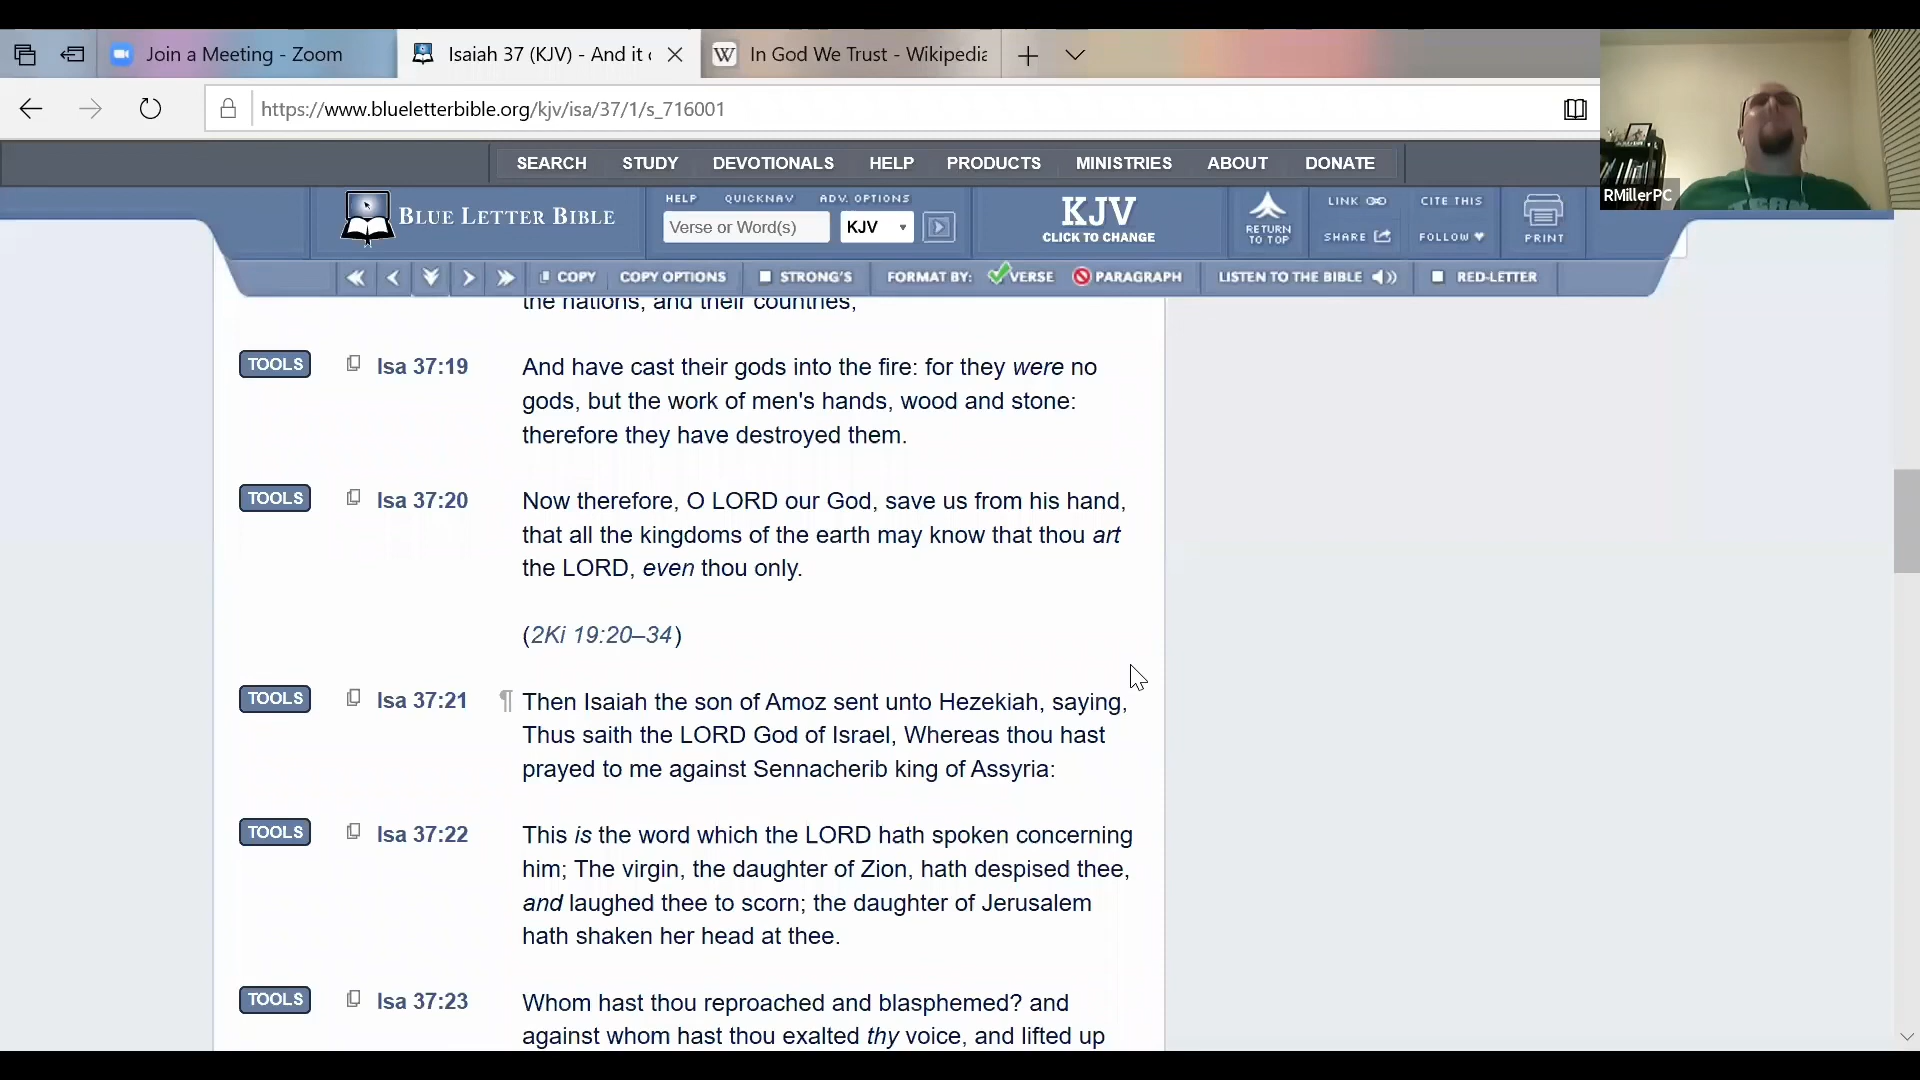 Join a Meeting - Zoom
Isaiah 37 (KJV) - And it
In God We Trust - Wikipedia
https://www.blueletterbible.org/kjv/isa/37/1/s_716001
RMillerPC
SEARCH STUDY DEVOTIONALS HELP PRODUCTS MINISTRIES ABOUT DONATE
BLUE LETTER BIBLE
HELP QUICKNAV ADV. OPTIONS
Verse or Word(s) KJV
KJV
CLICK TO CHANGE
RETURN
TO TOP
LINK CITE THIS
SHARE FOLLOW
PRINT
COPY COPY OPTIONS STRONG'S FORMAT BY: VERSE PARAGRAPH LISTEN TO THE BIBLE RED-LETTER
the nations, and their countries,
TOOLS Isa 37:19 And have cast their gods into the fire: for they were no
gods, but the work of men's hands, wood and stone:
therefore they have destroyed them.
TOOLS Isa 37:20 Now therefore, O LORD our God, save us from his hand,
that all the kingdoms of the earth may know that thou art
the LORD, even thou only.
(2Ki 19:20–34)
TOOLS Isa 37:21 ¶ Then Isaiah the son of Amoz sent unto Hezekiah, saying,
Thus saith the LORD God of Israel, Whereas thou hast
prayed to me against Sennacherib king of Assyria:
TOOLS Isa 37:22 This is the word which the LORD hath spoken concerning
him; The virgin, the daughter of Zion, hath despised thee,
and laughed thee to scorn; the daughter of Jerusalem
hath shaken her head at thee.
TOOLS Isa 37:23 Whom hast thou reproached and blasphemed? and
against whom hast thou exalted thy voice, and lifted up